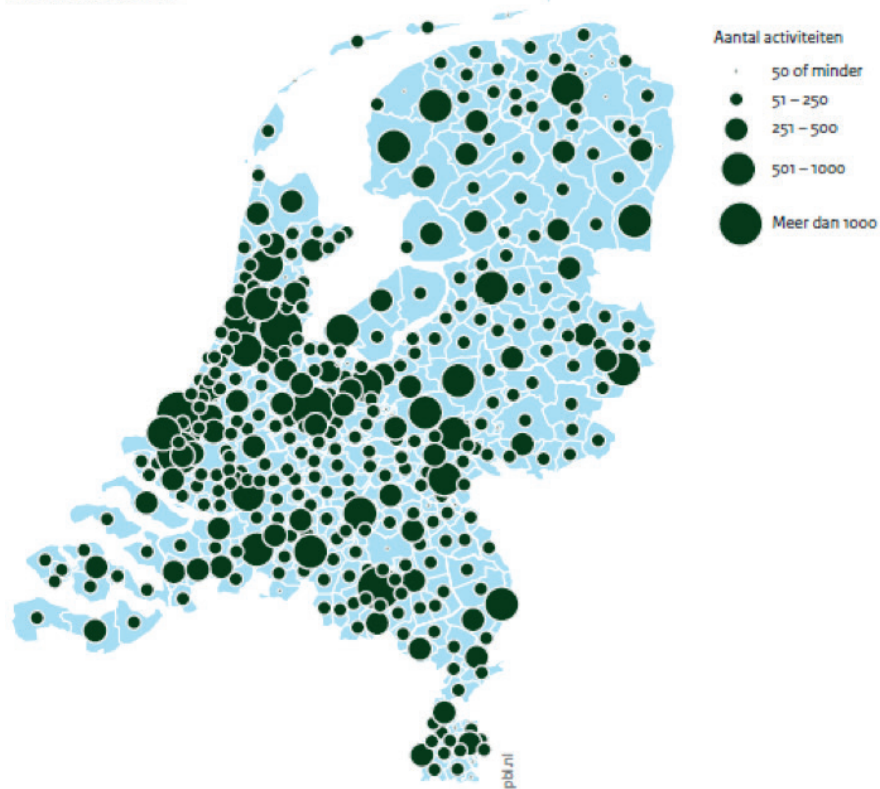 Aantal activiteiten
50 of minder
51 – 250
251 – 500
501 – 1000
Meer dan 1000
pbl.nl